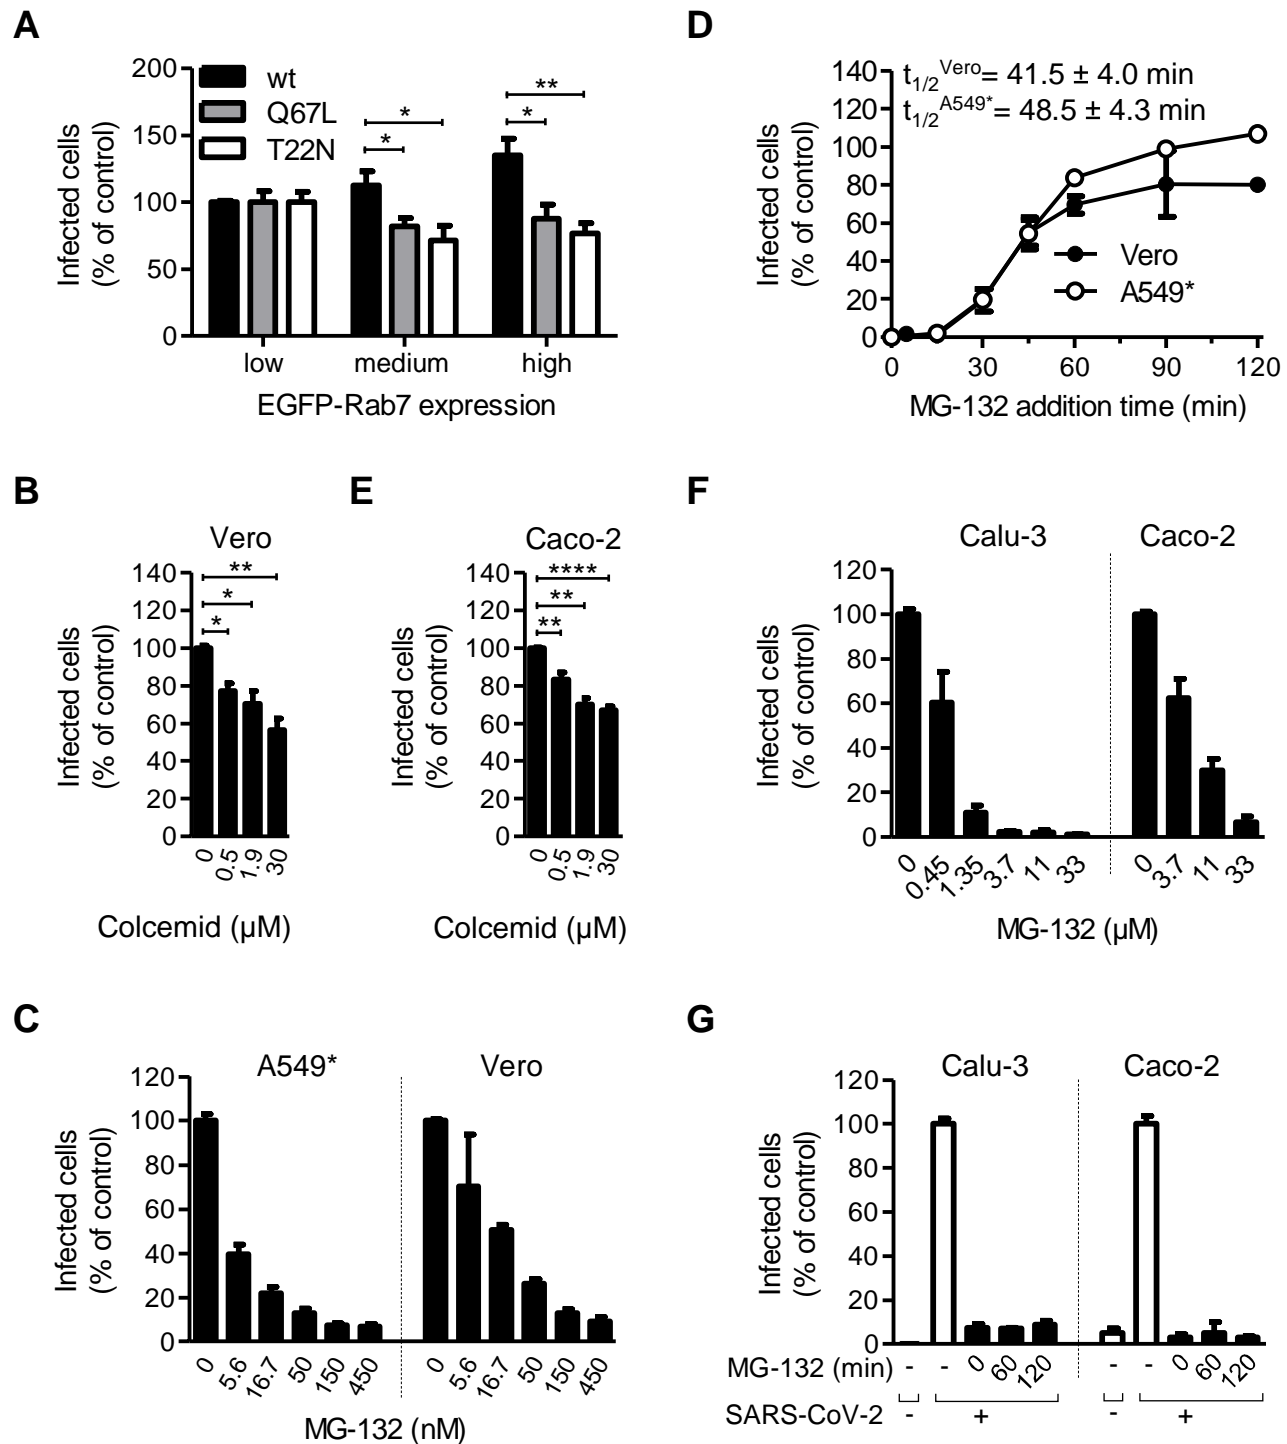 A
200
150
100
50
0
Infected cells
(% of control)
wt
Q67L
T22N
*
*
*
**
low medium high
EGFP-Rab7 expression
D
140
120
100
80
60
40
20
0
Infected cells
(% of control)
t1/2 Vero= 41.5 ± 4.0 min
t1/2 A549*= 48.5 ± 4.3 min
Vero
A549*
0 30 60 90 120
MG-132 addition time (min)
B
Vero
140
120
100
80
60
40
20
0
Infected cells
(% of control)
**
*
*
0 0.5 1.9 30
Colcemid (µM)
E
Caco-2
140
120
100
80
60
40
20
0
Infected cells
(% of control)
****
**
**
0 0.5 1.9 30
Colcemid (µM)
F
Calu-3 Caco-2
120
100
80
60
40
20
0
Infected cells
(% of control)
0 0.45 1.35 3.7 11 33 0 3.7 11 33
MG-132 (µM)
C
A549* Vero
120
100
80
60
40
20
0
Infected cells
(% of control)
0 5.6 16.7 50 150 450 0 5.6 16.7 50 150 450
MG-132 (nM)
G
Calu-3 Caco-2
120
100
80
60
40
20
0
Infected cells
(% of control)
MG-132 (min) - - 0 60 120 - - 0 60 120
SARS-CoV-2 - + - +